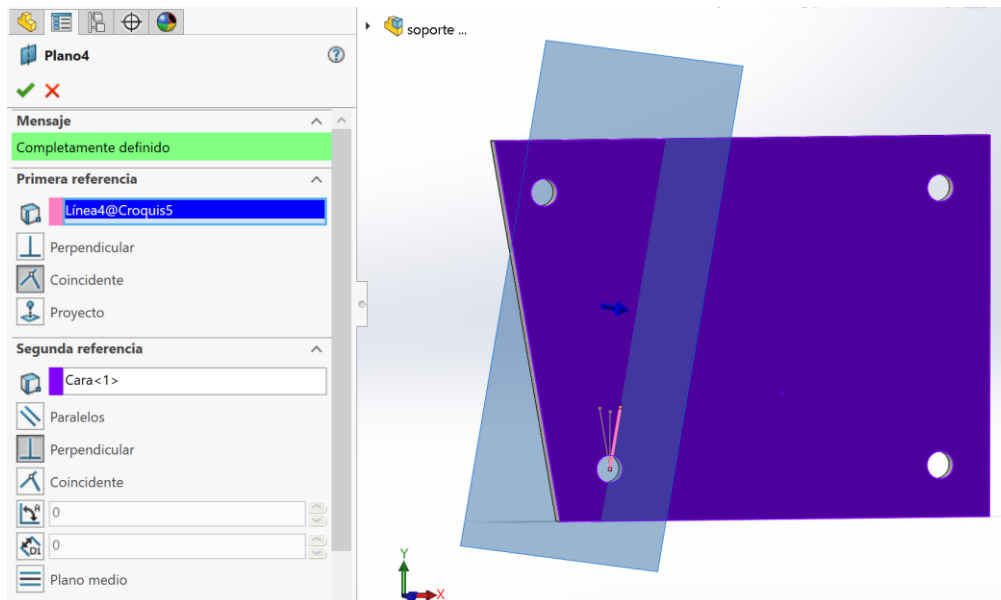 soporte ...
Plano4
Mensaje
Completamente definido
Primera referencia
Línea4@Croquis5
Perpendicular
Coincidente
Proyecto
Segunda referencia
Cara<1>
Paralelos
Perpendicular
Coincidente
0
0
Plano medio
Y
X